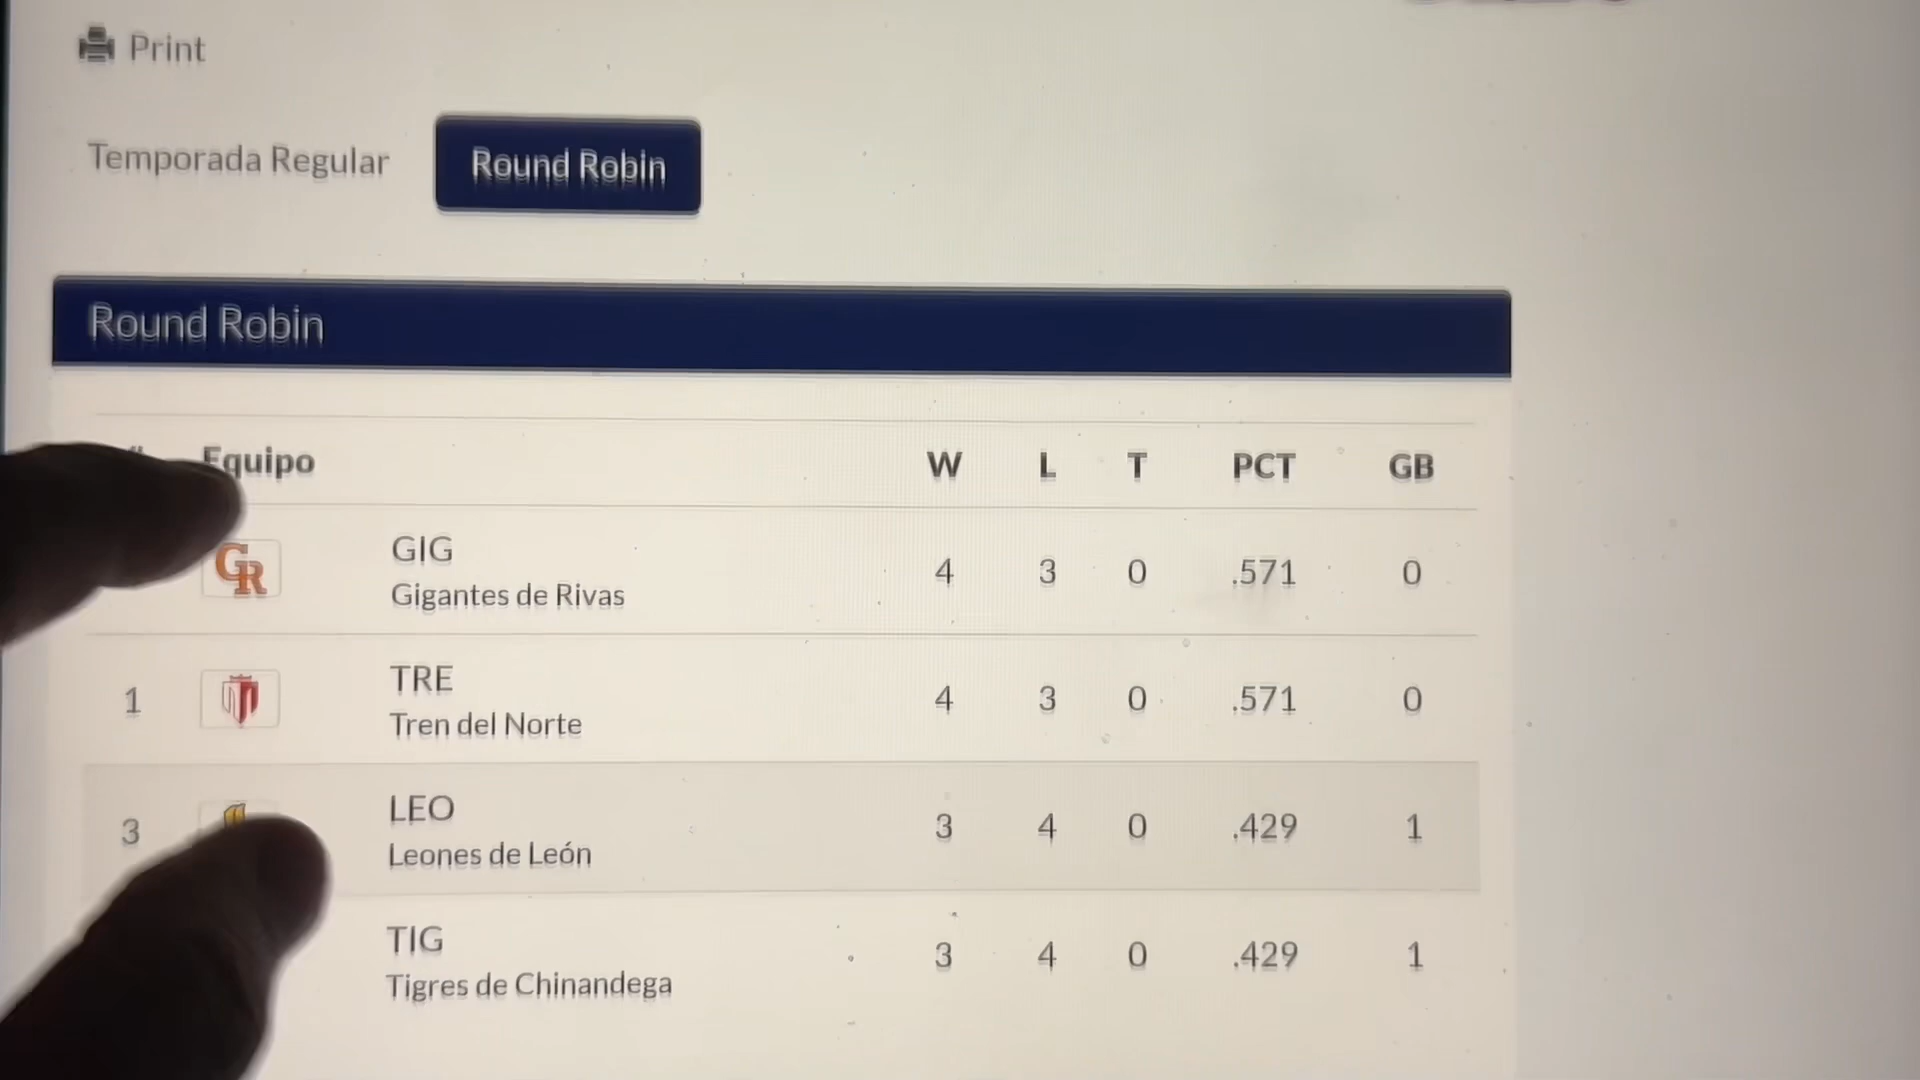 Print
Temporada Regular Round Robin
Round Robin
Equipo W L T PCT GB
GR GIG 4 3 0 .571 0
Gigantes de Rivas
1 TRE 4 3 0 .571 0
Tren del Norte
3 LEO 3 4 0 .429 1
Leones de León
TIG 3 4 0 .429 1
Tigres de Chinandega